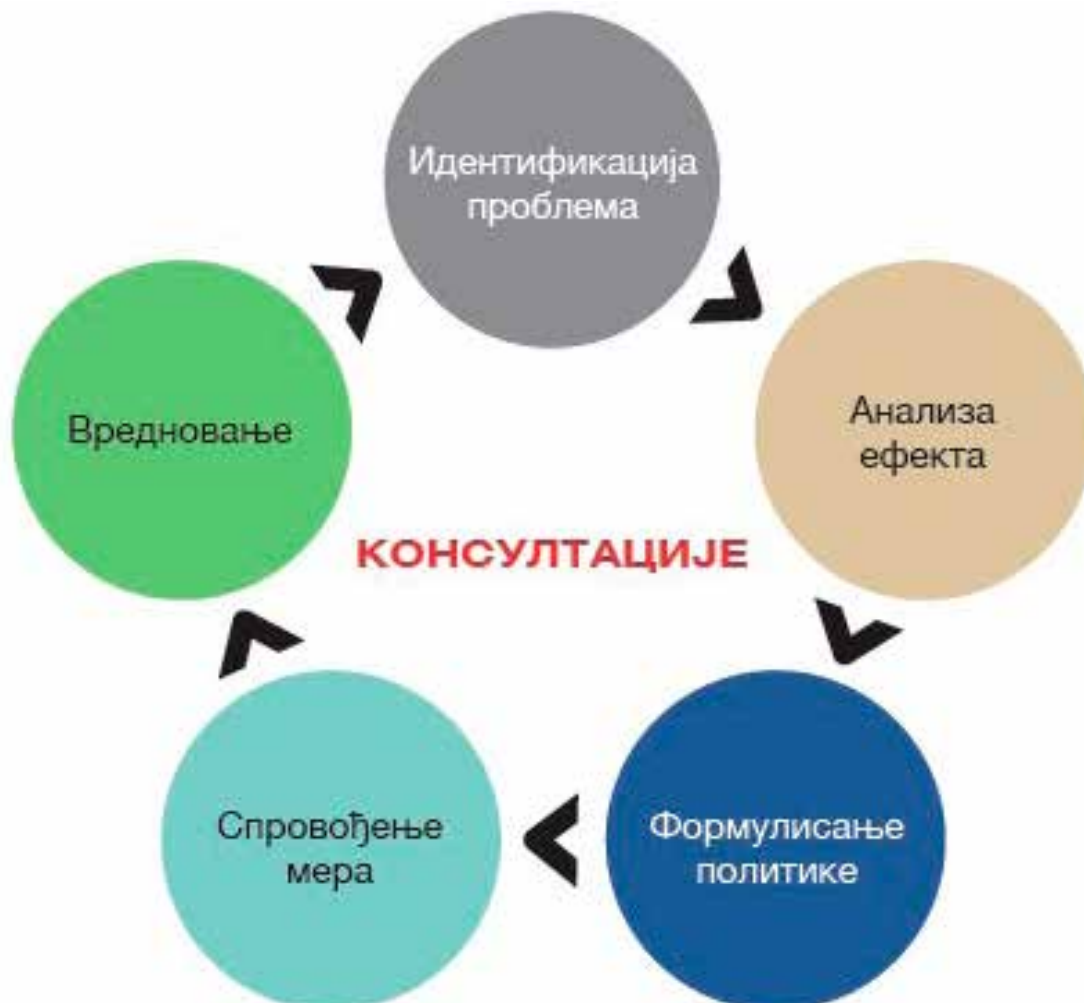 Идентификација
проблема
Анализа
ефекта
Формулисање
политике
Спровођење
мера
Вредновање
КОНСУЛТАЦИЈЕ